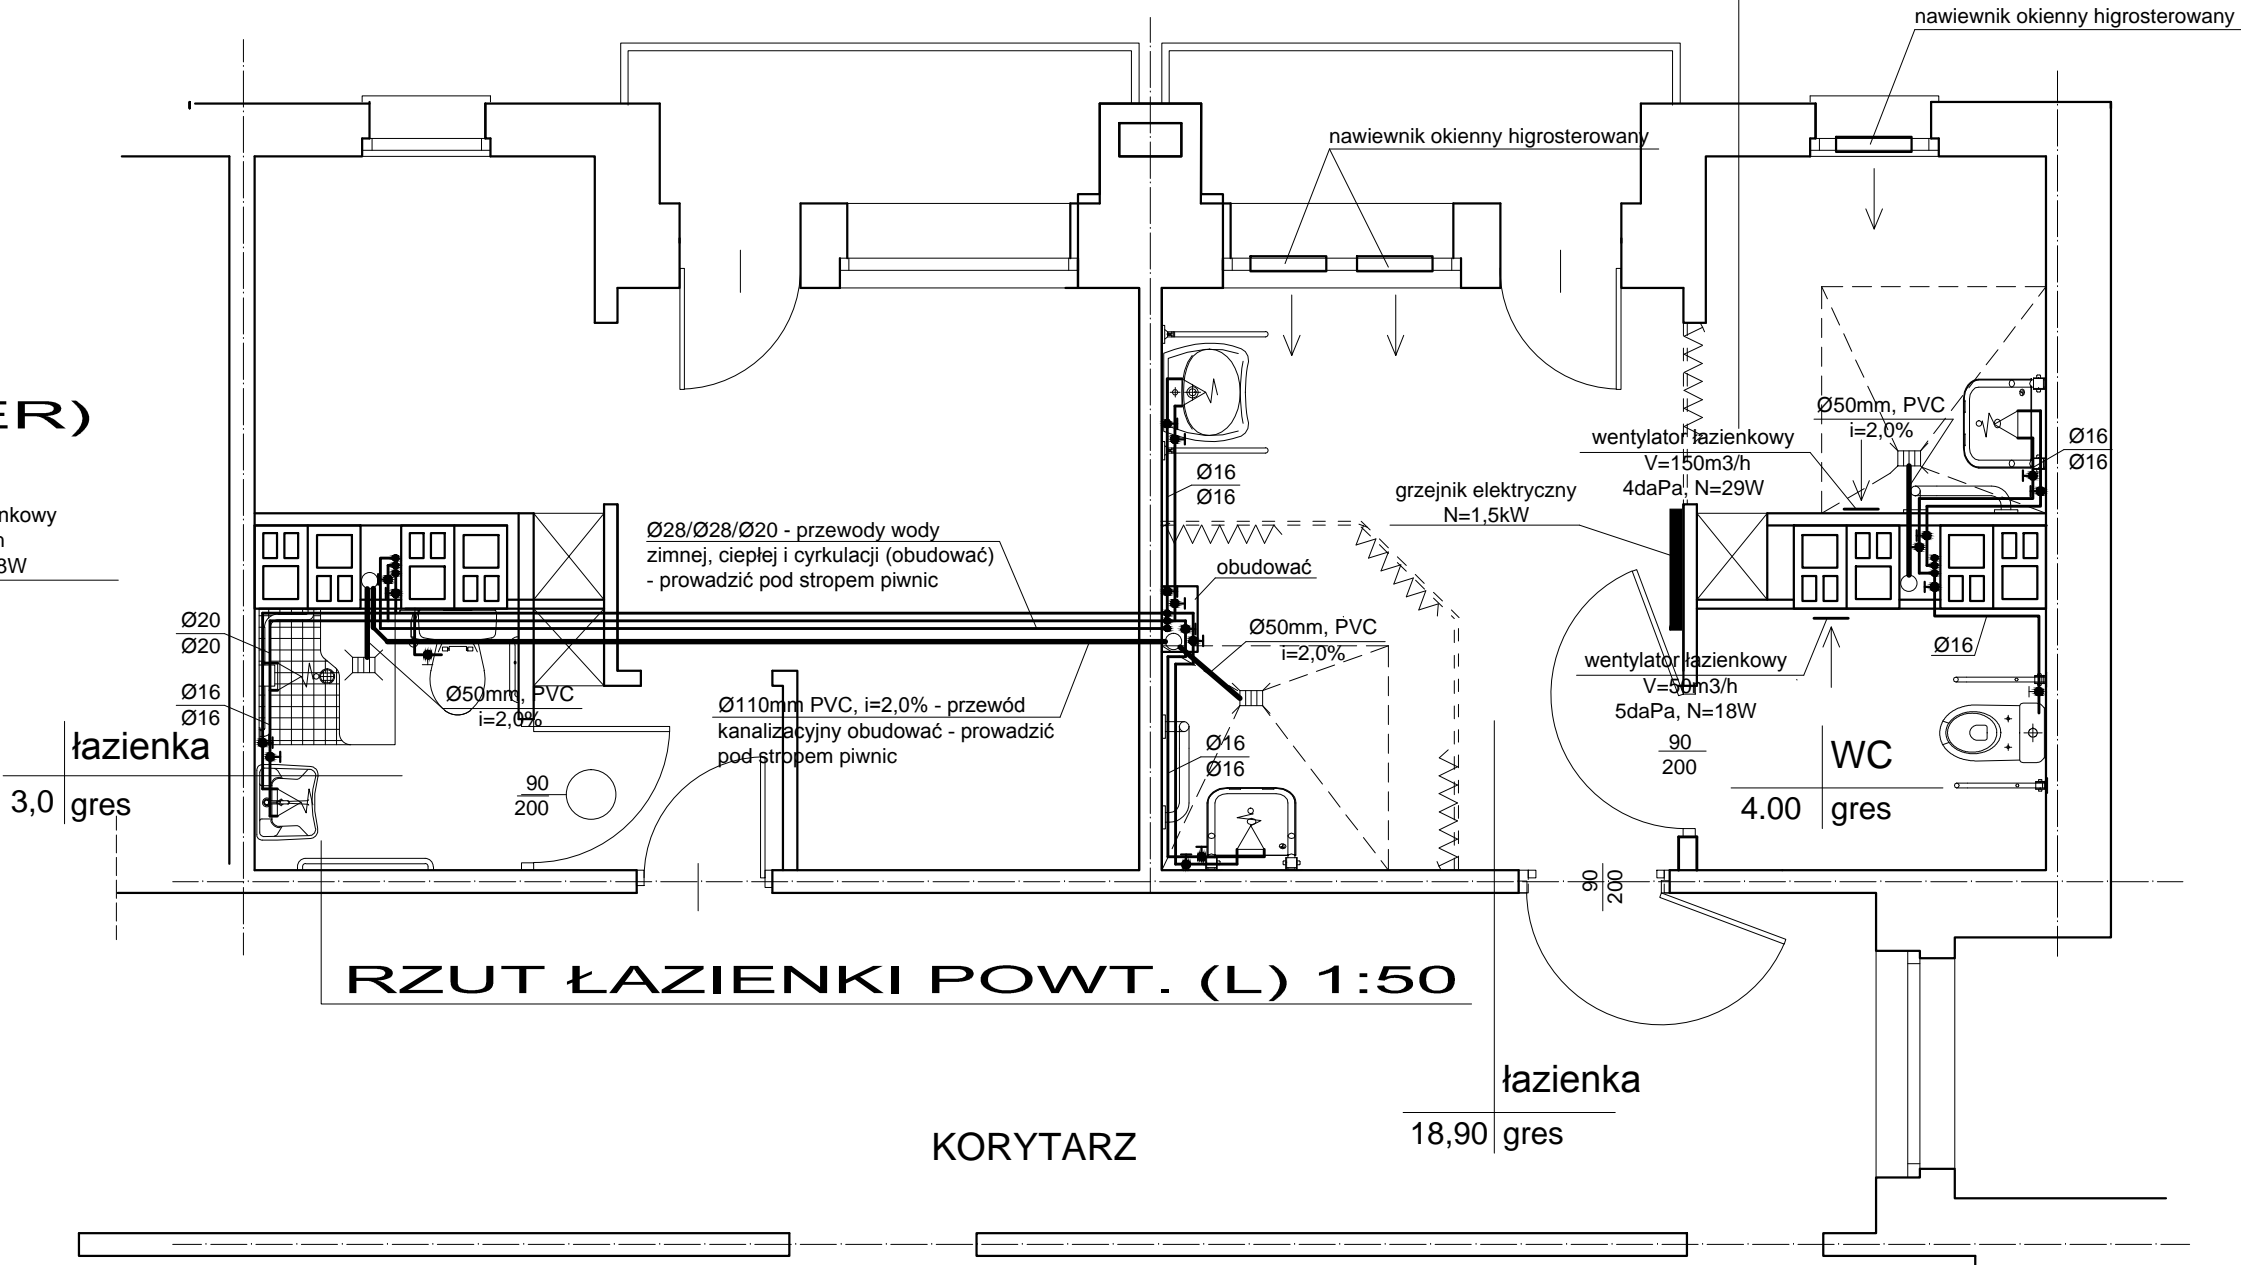 nawiewnik okienny higrosterowany
nawiewnik okienny higrosterowany
ER)
nkowy
8W
Ø28/Ø28/Ø20 - przewody wody
zimnej, ciepłej i cyrkulacji (obudować)
- prowadzić pod stropem piwnic
Ø16
Ø16
grzejnik elektryczny
N=1,5kW
wentylator łazienkowy
V=150m3/h
4daPa, N=29W
Ø50mm, PVC
i=2,0%
Ø16
Ø16
obudować
Ø20
Ø20
Ø16
Ø16
Ø50mm, PVC
i=2,0%
Ø110mm PVC, i=2,0% - przewód
kanalizacyjny obudować - prowadzić
pod stropem piwnic
Ø50mm, PVC
i=2,0%
Ø16
Ø16
wentylator łazienkowy
V=50m3/h
5daPa, N=18W
Ø16
90
200
WC
4.00 gres
łazienka
3,0 gres
90
200
90
200
RZUT ŁAZIENKI POWT. (L) 1:50
łazienka
18,90 gres
KORYTARZ